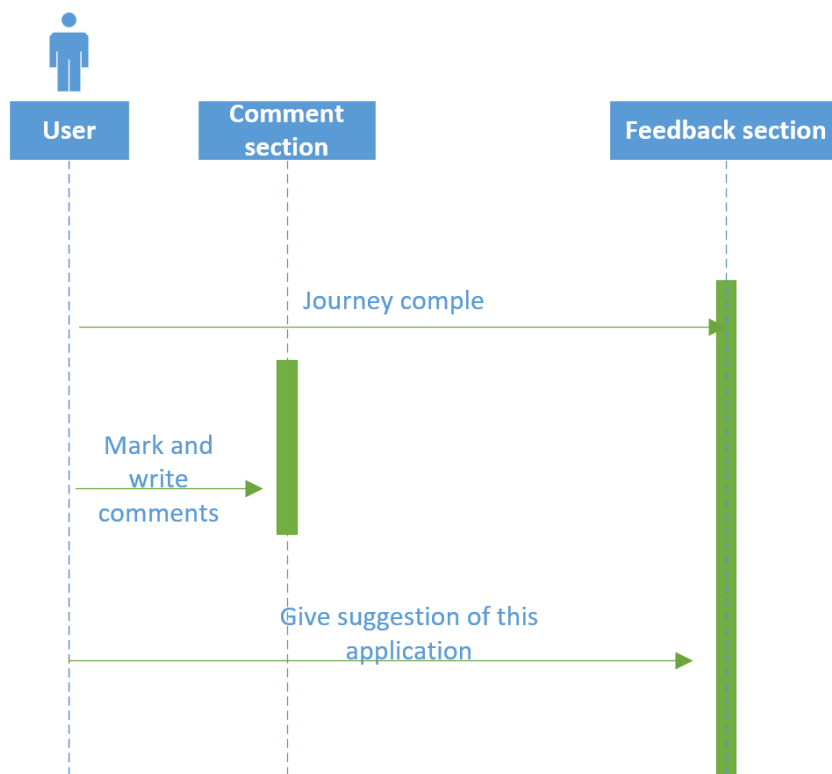 User
Comment
section
Feedback section
Journey comple
Mark and
write
comments
Give suggestion of this
application